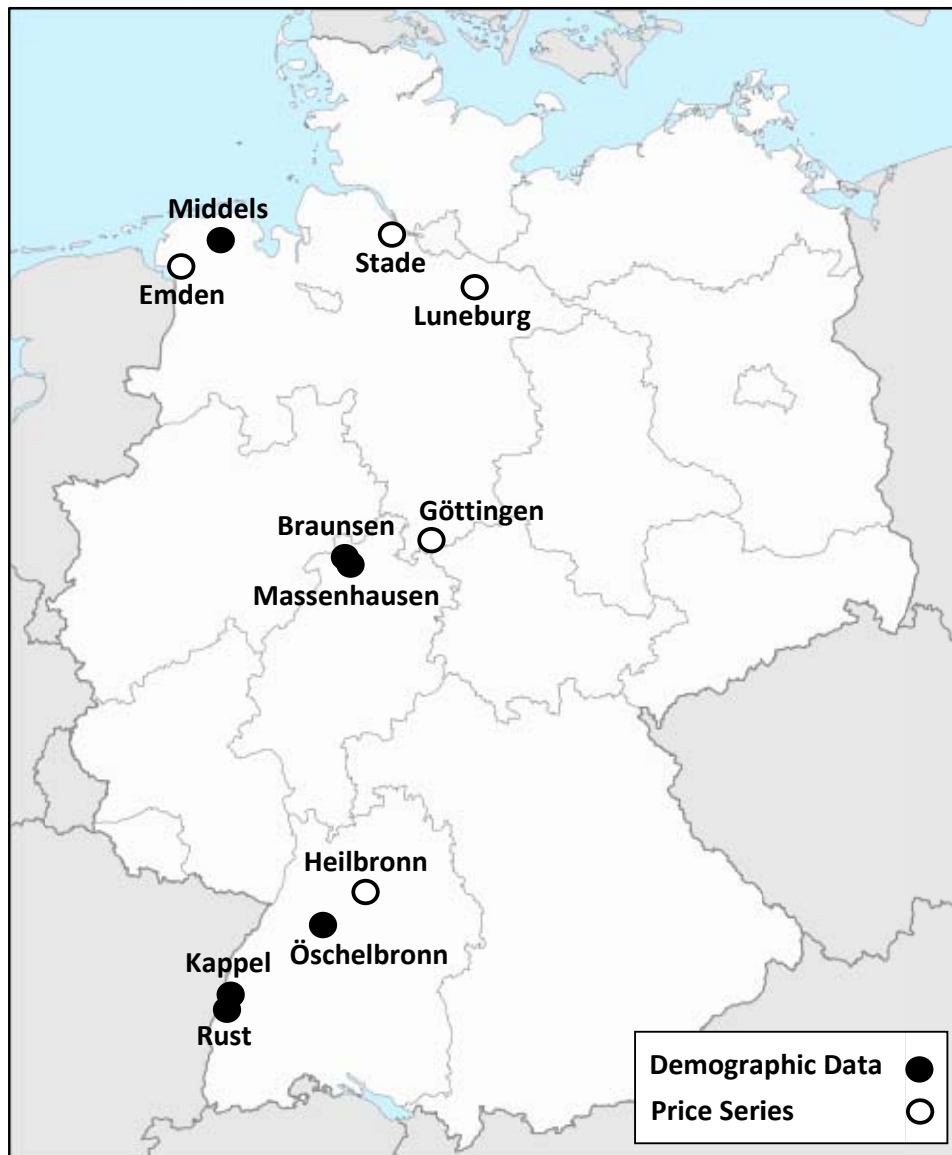 Middels
Stade
Emden
Luneburg
Göttingen
Braunsen
Massenhausen
Heilbronn
Öschelbronn
Kappel
Rust
Demographic Data
Price Series